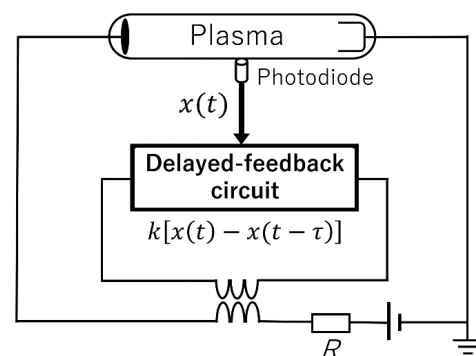 Plasma
Photodiode
x(t)
Delayed-feedback
circuit
k[x(t) − x(t − τ)]
R